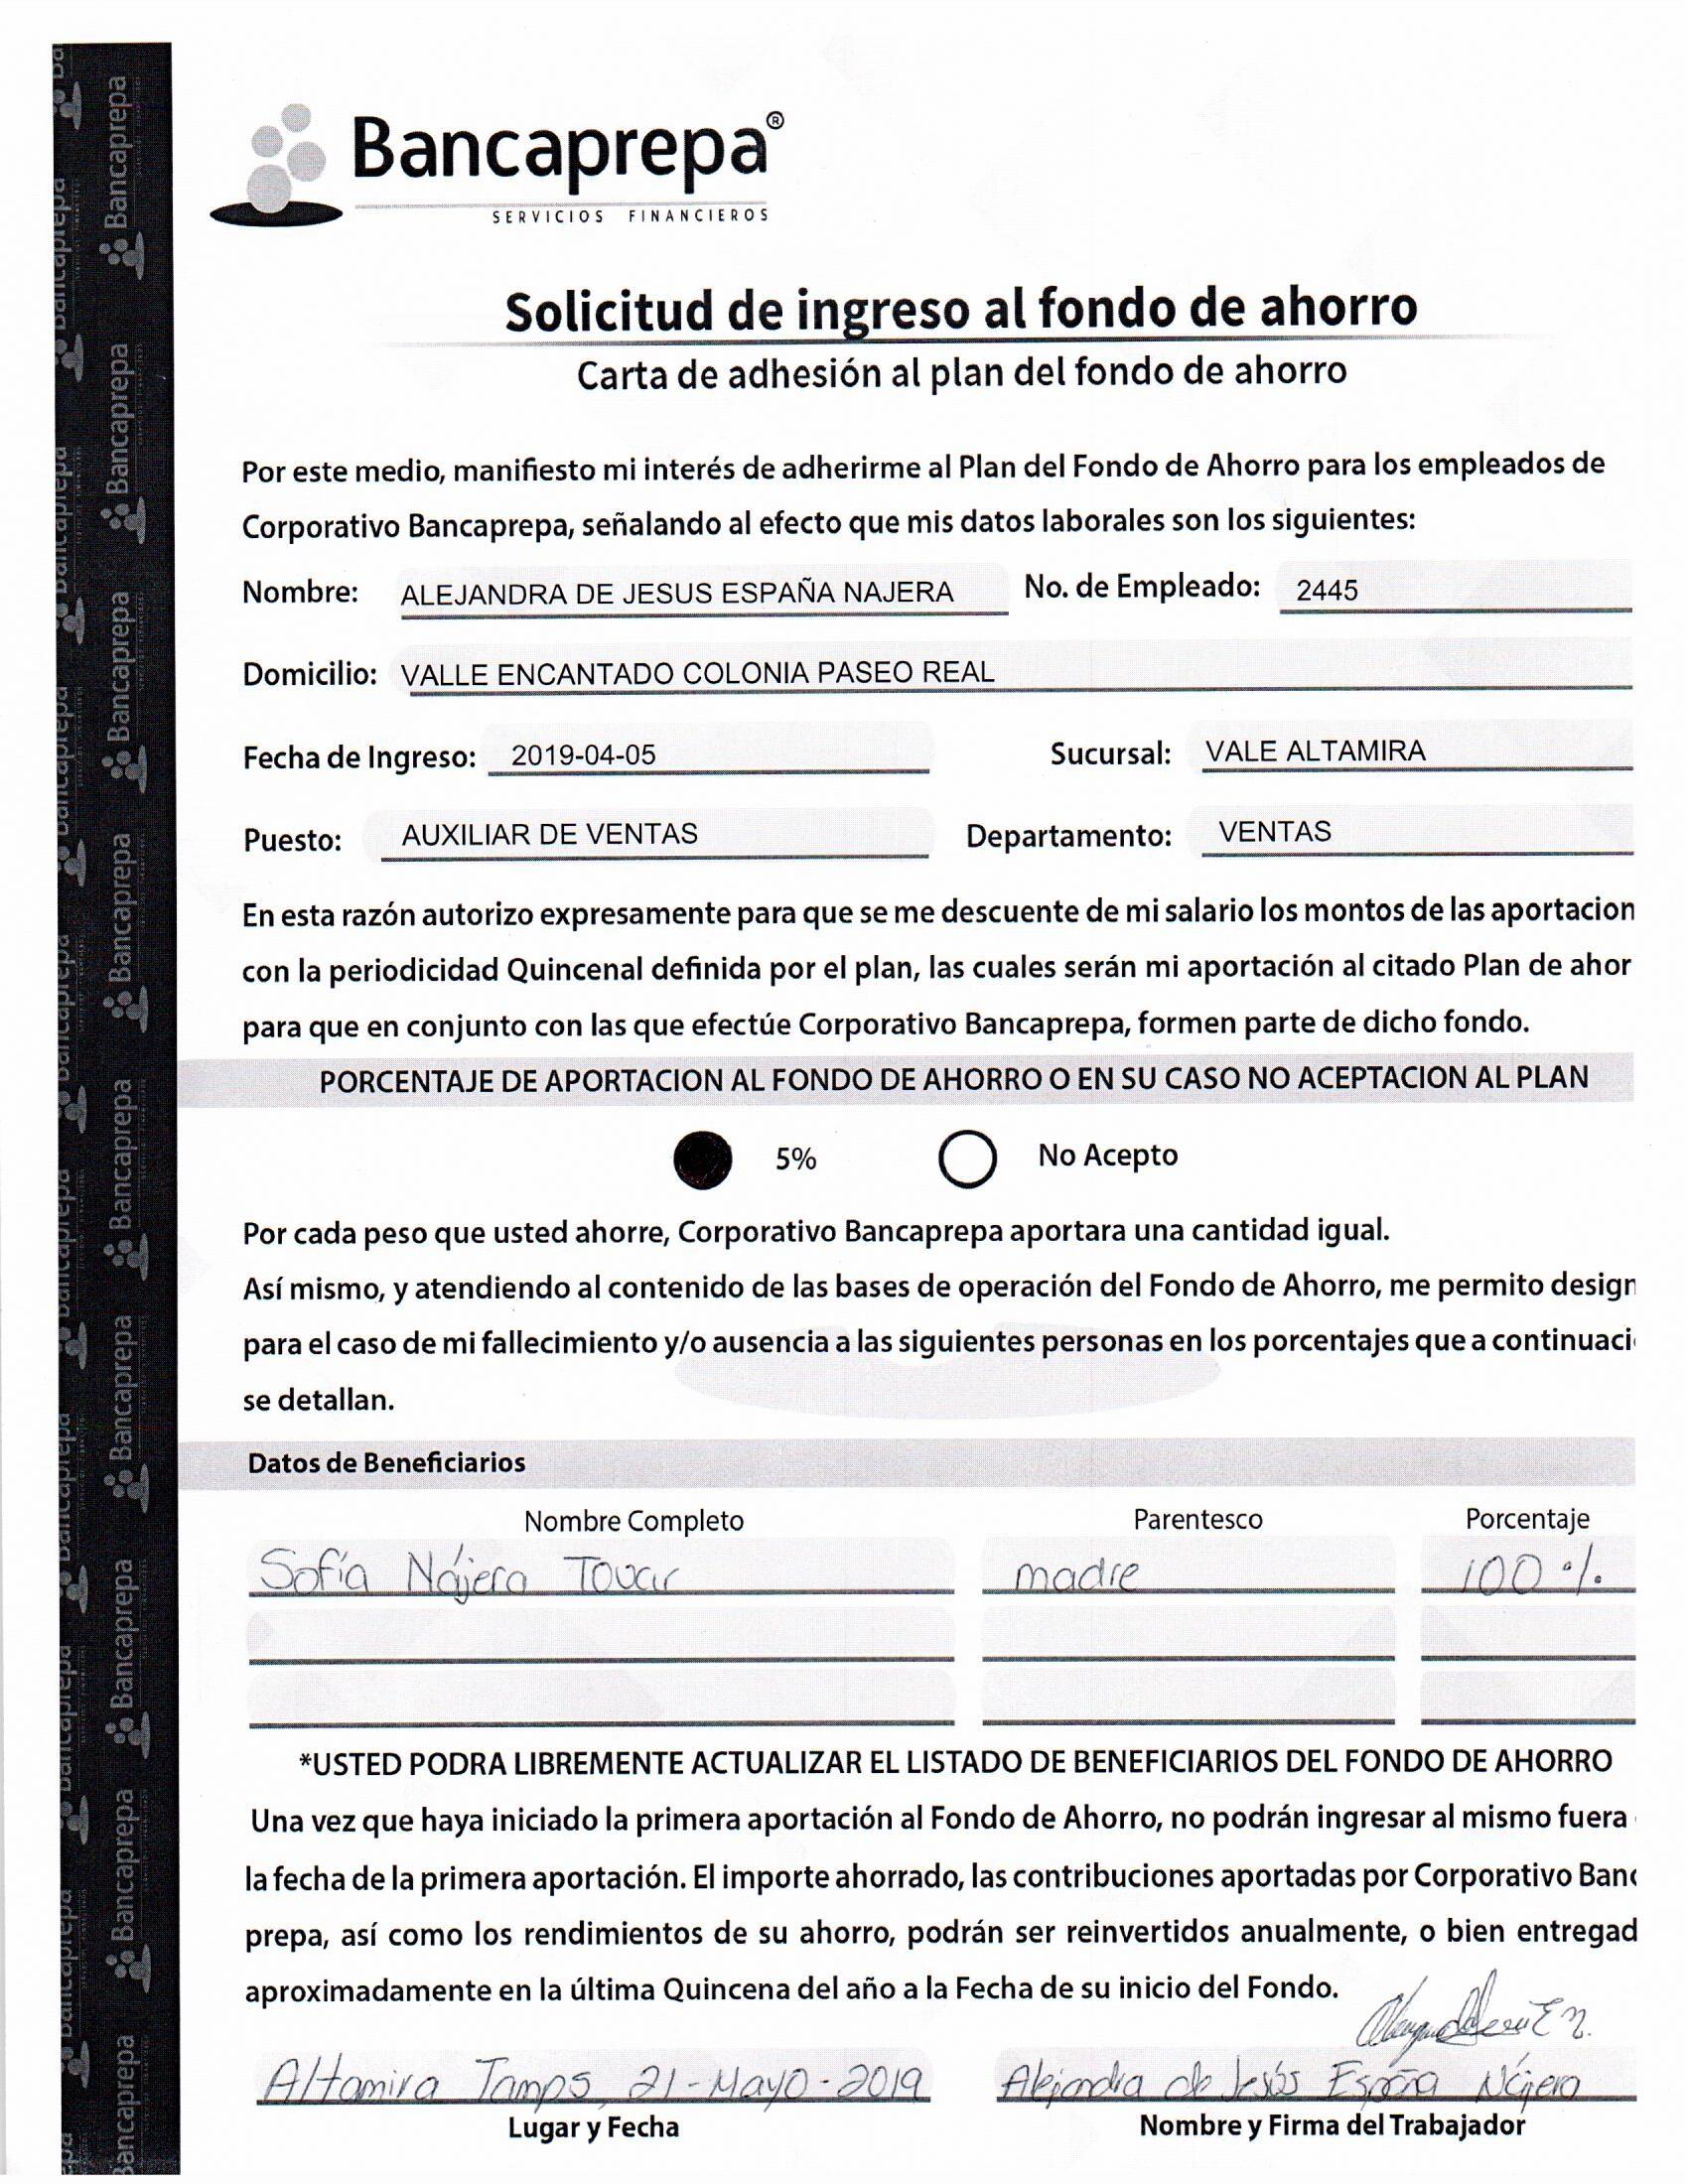 Bancaprepa®
SERVICIOS FINANCIEROS
Solicitud de ingreso al fondo de ahorro
Carta de adhesión al plan del fondo de ahorro
Por este medio, manifiesto mi interés de adherirme al Plan del Fondo de Ahorro para los empleados de
Corporativo Bancaprepa, señalando al efecto que mis datos laborales son los siguientes:
Nombre: ALEJANDRA DE JESUS ESPAÑA NAJERA No. de Empleado: 2445
Domicilio: VALLE ENCANTADO COLONIA PASEO REAL
Fecha de Ingreso: 2019-04-05 Sucursal: VALE ALTAMIRA
Puesto: AUXILIAR DE VENTAS Departamento: VENTAS
En esta razón autorizo expresamente para que se me descuente de mi salario los montos de las aportacion
con la periodicidad Quincenal definida por el plan, las cuales serán mi aportación al citado Plan de ahor
para que en conjunto con las que efectúe Corporativo Bancaprepa, formen parte de dicho fondo.
PORCENTAJE DE APORTACION AL FONDO DE AHORRO O EN SU CASO NO ACEPTACION AL PLAN
5% No Acepto
Por cada peso que usted ahorre, Corporativo Bancaprepa aportara una cantidad igual.
Así mismo, y atendiendo al contenido de las bases de operación del Fondo de Ahorro, me permito design
para el caso de mi fallecimiento y/o ausencia a las siguientes personas en los porcentajes que a continuaci
se detallan.
Datos de Beneficiarios
Nombre Completo Parentesco Porcentaje
Sofía Nájera Tovar madre 100 %
*USTED PODRA LIBREMENTE ACTUALIZAR EL LISTADO DE BENEFICIARIOS DEL FONDO DE AHORRO
Una vez que haya iniciado la primera aportación al Fondo de Ahorro, no podrán ingresar al mismo fuera
la fecha de la primera aportación. El importe ahorrado, las contribuciones aportadas por Corporativo Banc
prepa, así como los rendimientos de su ahorro, podrán ser reinvertidos anualmente, o bien entregad
aproximadamente en la última Quincena del año a la Fecha de su inicio del Fondo.
Altamira Tamps, 21-Mayo-2019 Alejandra de Jesús España Nájera
Lugar y Fecha Nombre y Firma del Trabajador